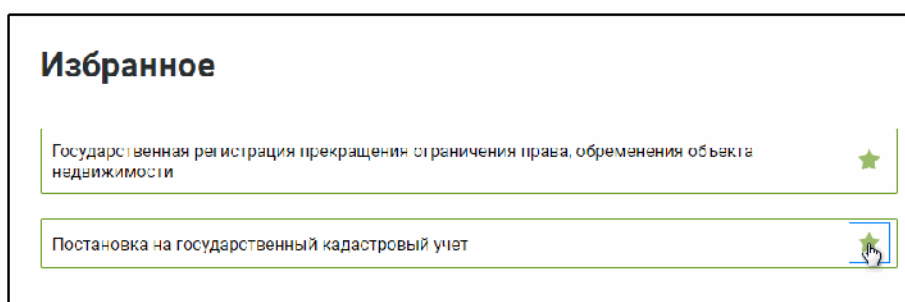 Избранное
Государственная регистрация прекращения ограничения права, обременения объекта
недвижимости
Постановка на государственный кадастровый учет